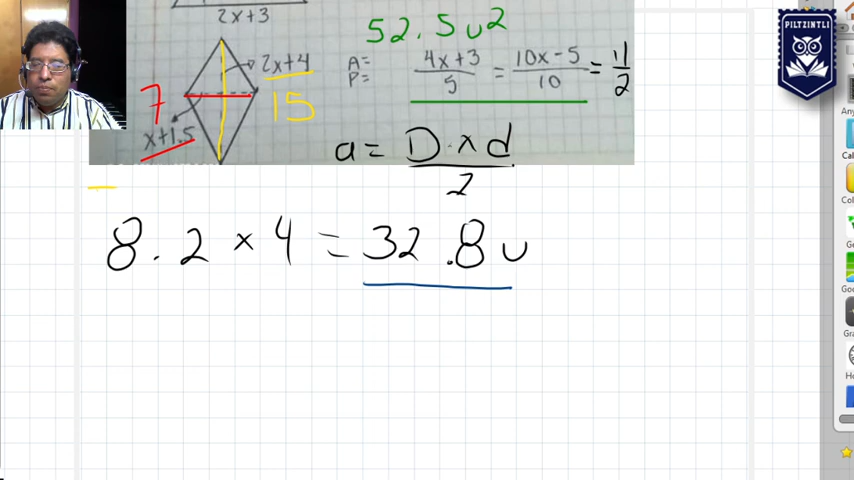 2x+3
52.5u2
2x+4
A=
P=
4x+3/5 = 10x-5/10 = 11/2
7
15
x+1.5
a = D·x d/2
8.2 x 4 = 32.8u
PILTZINTLI